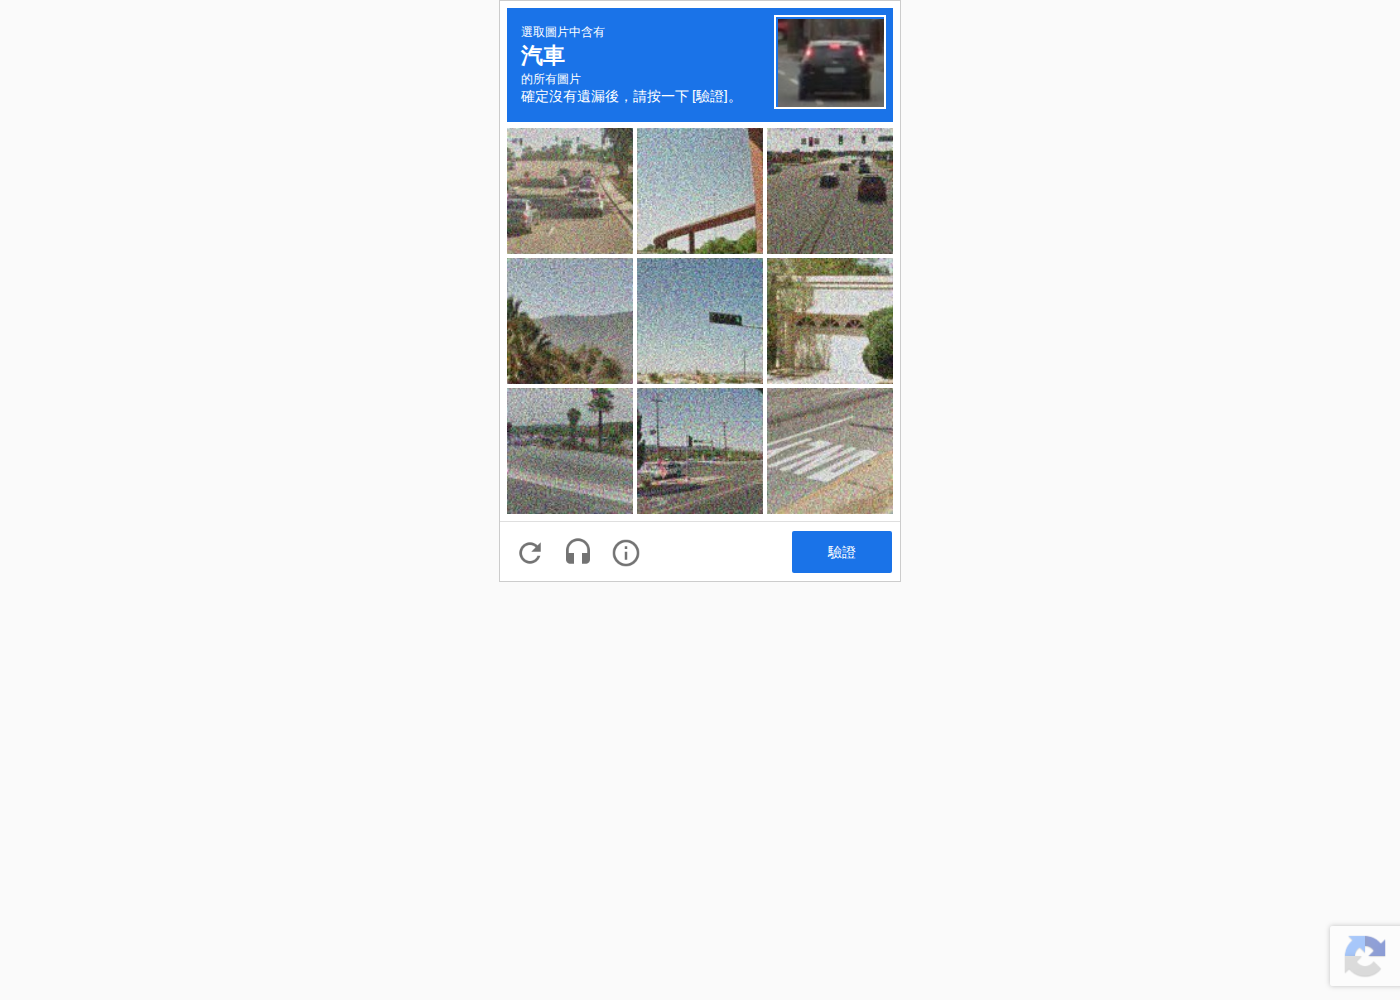 選取圖片中含有
汽車
的所有圖片
確定沒有遺漏後，請按一下 [驗證]。
驗證